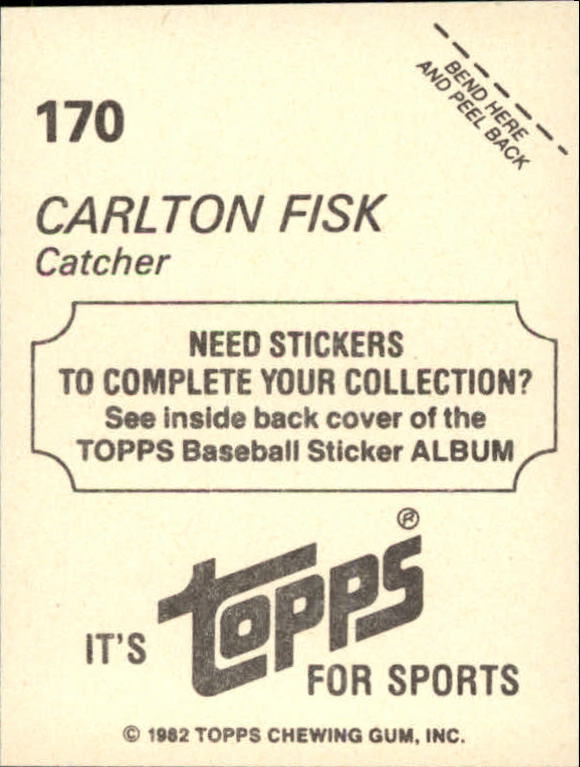 BEND HERE
AND PEEL BACK
170
CARLTON FISK
Catcher
NEED STICKERS
TO COMPLETE YOUR COLLECTION?
See inside back cover of the
TOPPS Baseball Sticker ALBUM
IT'S topps®
FOR SPORTS
© 1982 TOPPS CHEWING GUM, INC.